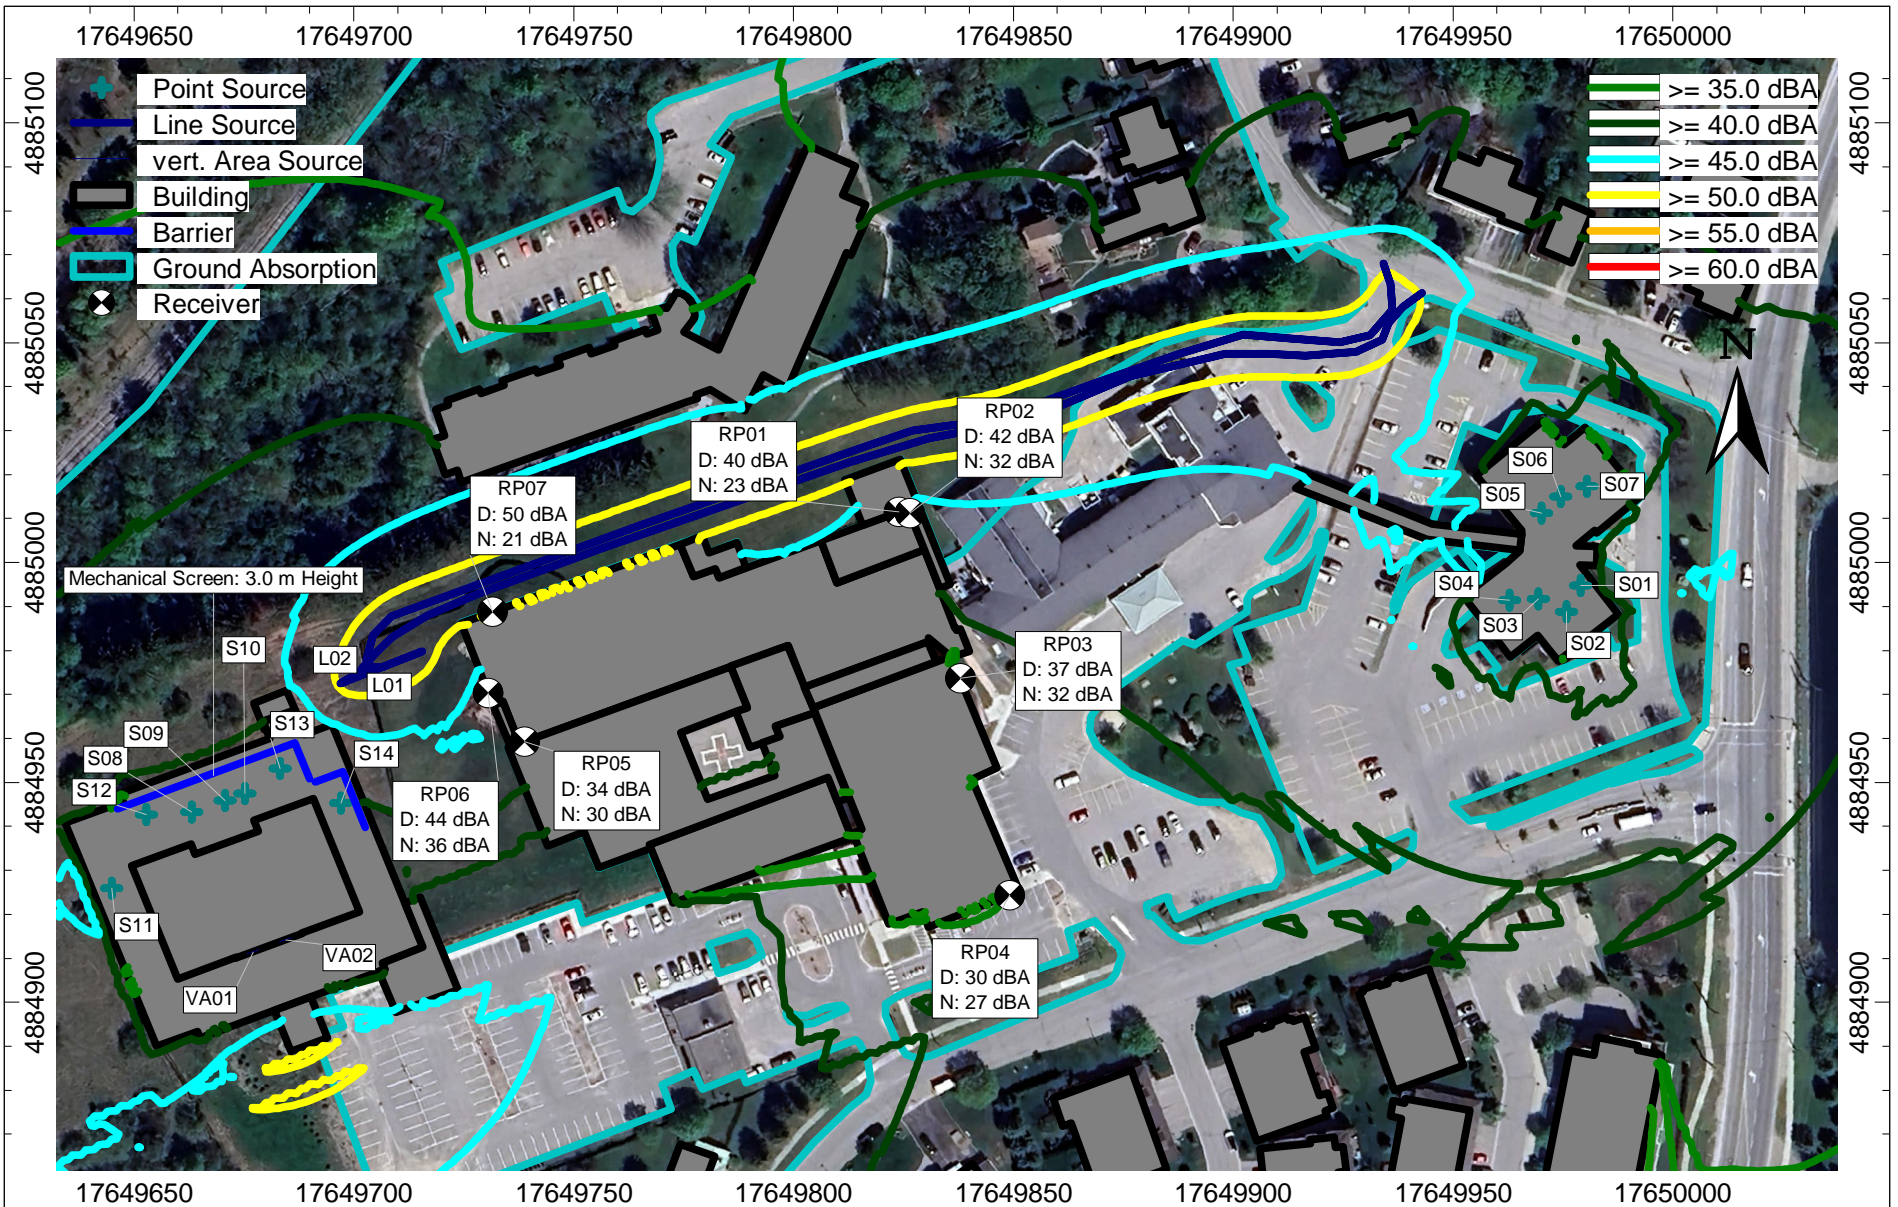 17649650 17649700 17649750 17649800 17649850 17649900 17649950 17650000
4885100
4885050
4885000
4884950
4884900
Point Source
Line Source
vert. Area Source
Building
Barrier
Ground Absorption
Receiver
>= 35.0 dBA
>= 40.0 dBA
>= 45.0 dBA
>= 50.0 dBA
>= 55.0 dBA
>= 60.0 dBA
4885100
4885050
4885000
4884950
4884900
N
RP02
D: 42 dBA
N: 32 dBA
RP01
D: 40 dBA
N: 23 dBA
RP07
D: 50 dBA
N: 21 dBA
S06
S07
S05
Mechanical Screen: 3.0 m Height
S04
S01
S03
S02
S10
L02
L01
RP03
D: 37 dBA
N: 32 dBA
S13
S09
S08
S14
S12
RP05
D: 34 dBA
N: 30 dBA
RP06
D: 44 dBA
N: 36 dBA
S11
VA02
VA01
RP04
D: 30 dBA
N: 27 dBA
17649650 17649700 17649750 17649800 17649850 17649900 17649950 17650000